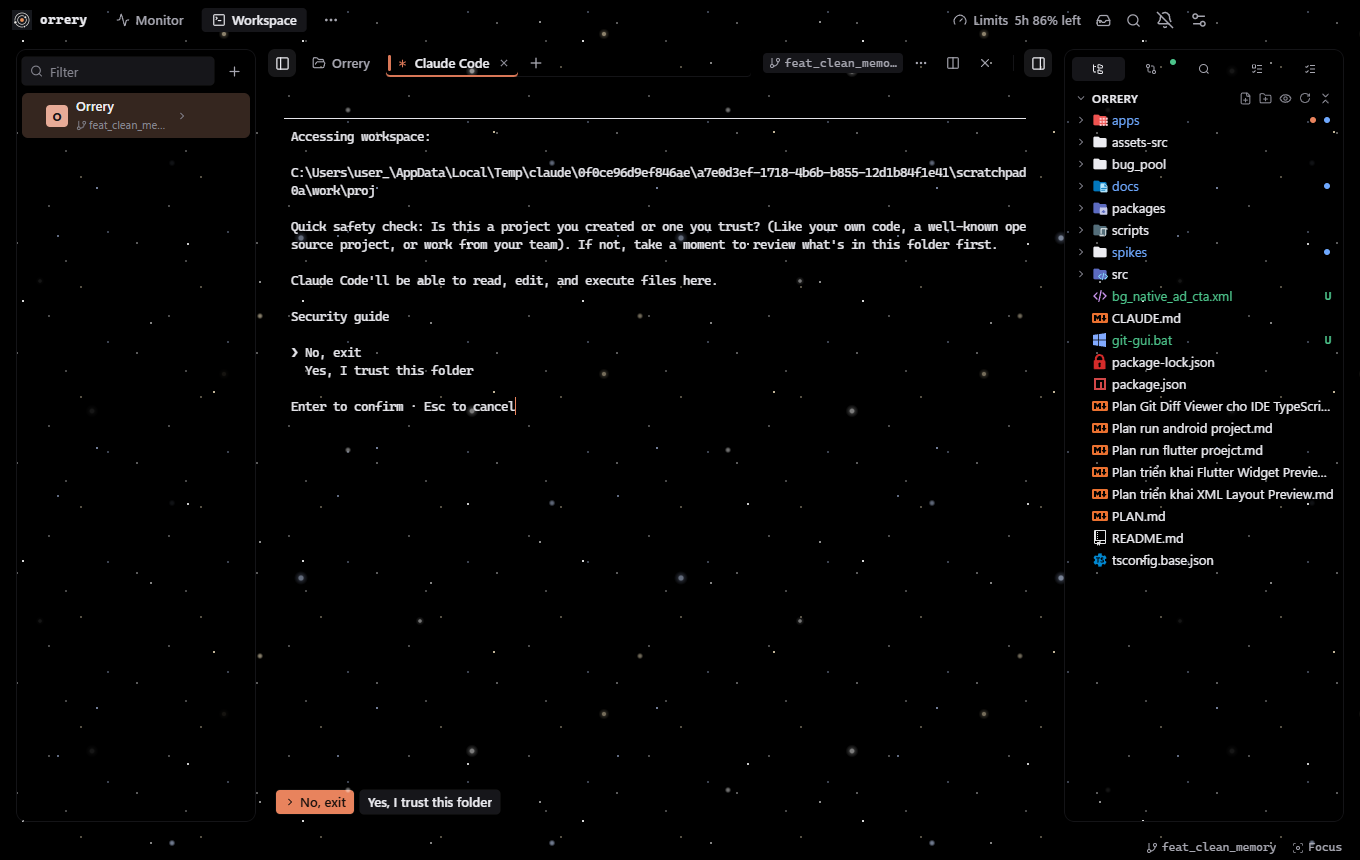 orrery
Monitor
Workspace
Limits 5h 86% left
Filter
Orrery
feat_clean_me...
Orrery
Claude Code
feat_clean_memo…
Accessing workspace:
C:\Users\user_\AppData\Local\Temp\claude\0f0ce96d9ef846ae\a7e0d3ef-1718-4b6b-b855-12d1b84f1e41\scratchpad
0a\work\proj
Quick safety check: Is this a project you created or one you trust? (Like your own code, a well-known ope
source project, or work from your team). If not, take a moment to review what's in this folder first.
Claude Code'll be able to read, edit, and execute files here.
Security guide
❯ No, exit
Yes, I trust this folder
Enter to confirm · Esc to cancel
No, exit
Yes, I trust this folder
ORRERY
apps
assets-src
bug_pool
docs
packages
scripts
spikes
src
bg_native_ad_cta.xml U
CLAUDE.md
git-gui.bat U
package-lock.json
package.json
Plan Git Diff Viewer cho IDE TypeScri...
Plan run android project.md
Plan run flutter proejct.md
Plan triển khai Flutter Widget Previe...
Plan triển khai XML Layout Preview.md
PLAN.md
README.md
tsconfig.base.json
feat_clean_memory
Focus